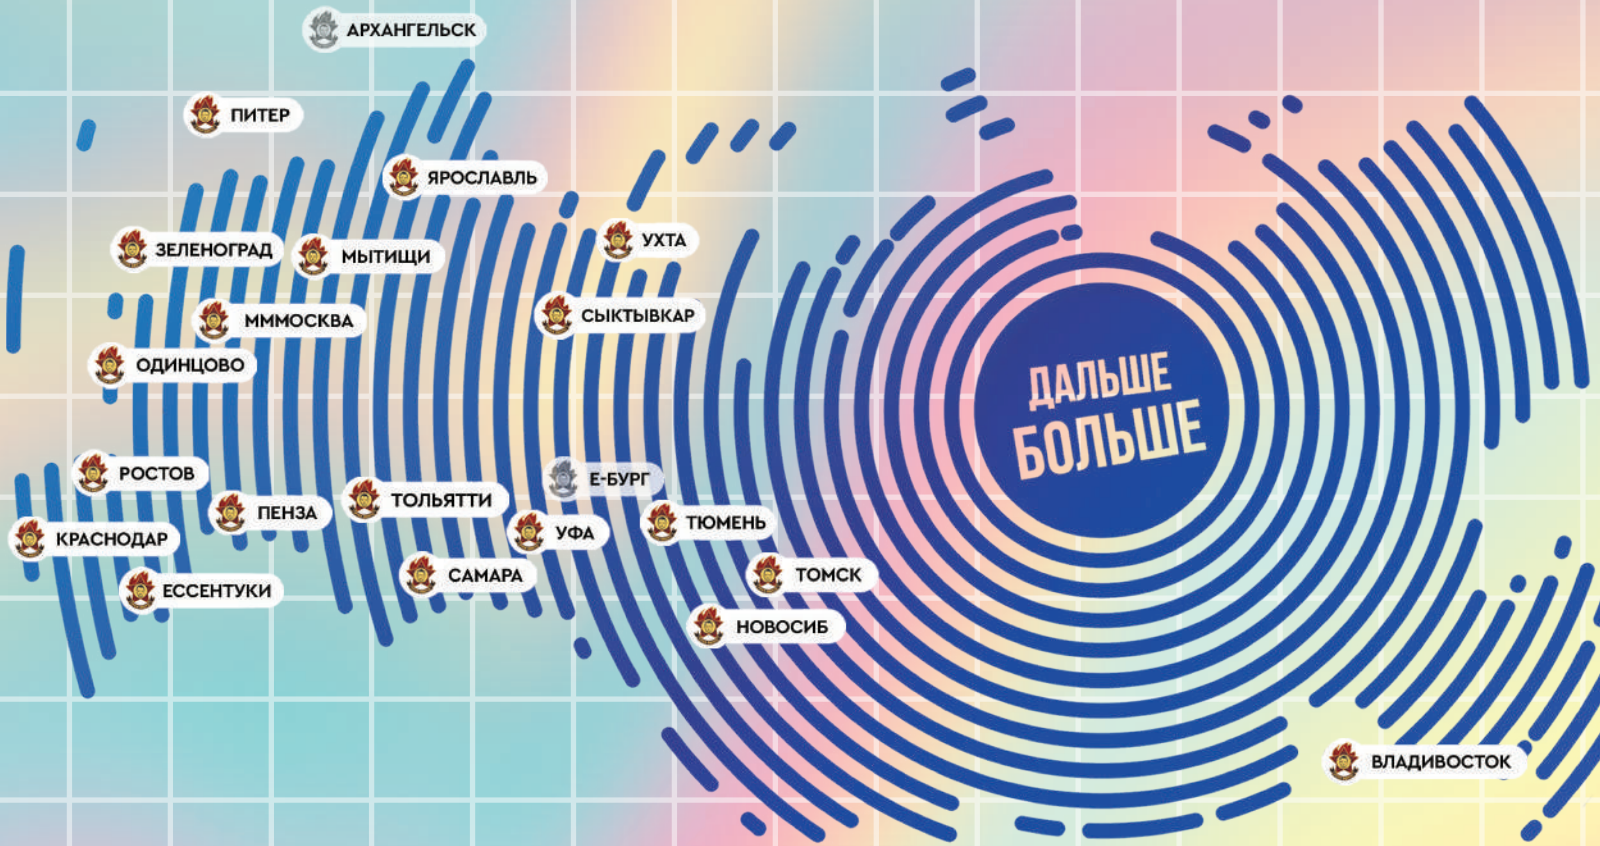 АРХАНГЕЛЬСК
ПИТЕР
ЯРОСЛАВЛЬ
ЗЕЛЕНОГРАД
МЫТИЩИ
УХТА
МММОСКВА
СЫКТЫВКАР
ОДИНЦОВО
ДАЛЬШЕ
БОЛЬШЕ
РОСТОВ
Е-БУРГ
ПЕНЗА
ТОЛЬЯТТИ
КРАСНОДАР
УФА
ТЮМЕНЬ
ЕССЕНТУКИ
САМАРА
ТОМСК
НОВОСИБ
ВЛАДИВОСТОК